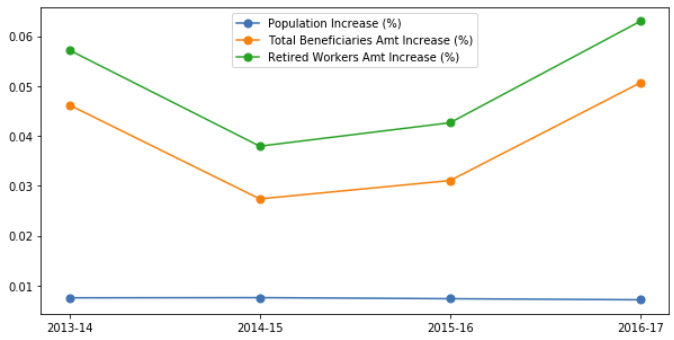 Population Increase (%)
Total Beneficiaries Amt Increase (%)
Retired Workers Amt Increase (%)
0.06
0.05
0.04
0.03
0.02
0.01
2013-14 2014-15 2015-16 2016-17